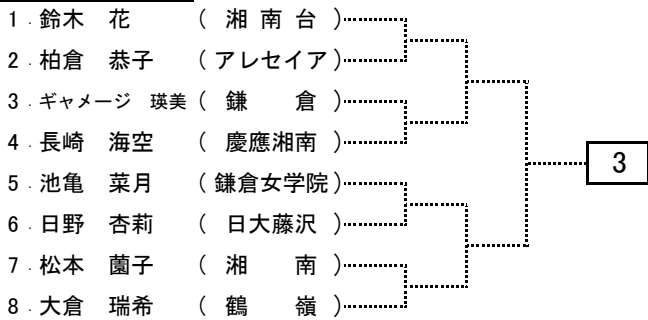 1．鈴木　花（湘南台）
2．柏倉　恭子（アレセイア）
3．ギャメージ　瑛美（鎌　倉）
4．長崎　海空（慶應湘南）
5．池亀　菜月（鎌倉女学院）
6．日野　杏莉（日大藤沢）
7．松本　薗子（湘　南）
8．大倉　瑞希（鶴　嶺）
3